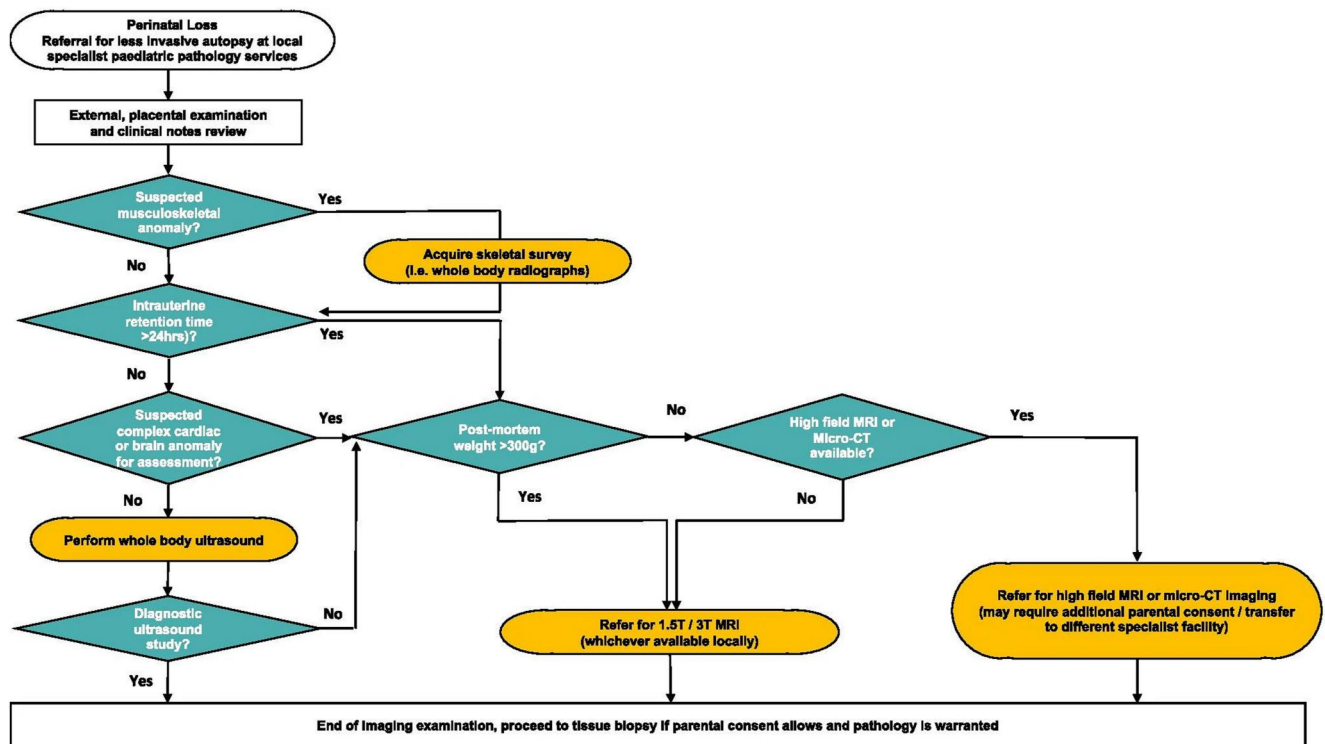 Perinatal Loss
Referral for less invasive autopsy at local
specialist paediatric pathology services
External, placental examination
and clinical notes review
Suspected
musculoskeletal
anomaly?
Yes
No
Acquire skeletal survey
(i.e. whole body radiographs)
Intrauterine
retention time
>24hrs)?
Yes
No
Suspected
complex cardiac
or brain anomaly
for assessment?
Yes
No
Post-mortem
weight >300g?
No
Yes
High field MRI or
Micro-CT
available?
Yes
No
Perform whole body ultrasound
Diagnostic
ultrasound
study?
No
Yes
Refer for 1.5T / 3T MRI
(whichever available locally)
Refer for high field MRI or micro-CT imaging
(may require additional parental consent / transfer
to different specialist facility)
End of imaging examination, proceed to tissue biopsy if parental consent allows and pathology is warranted